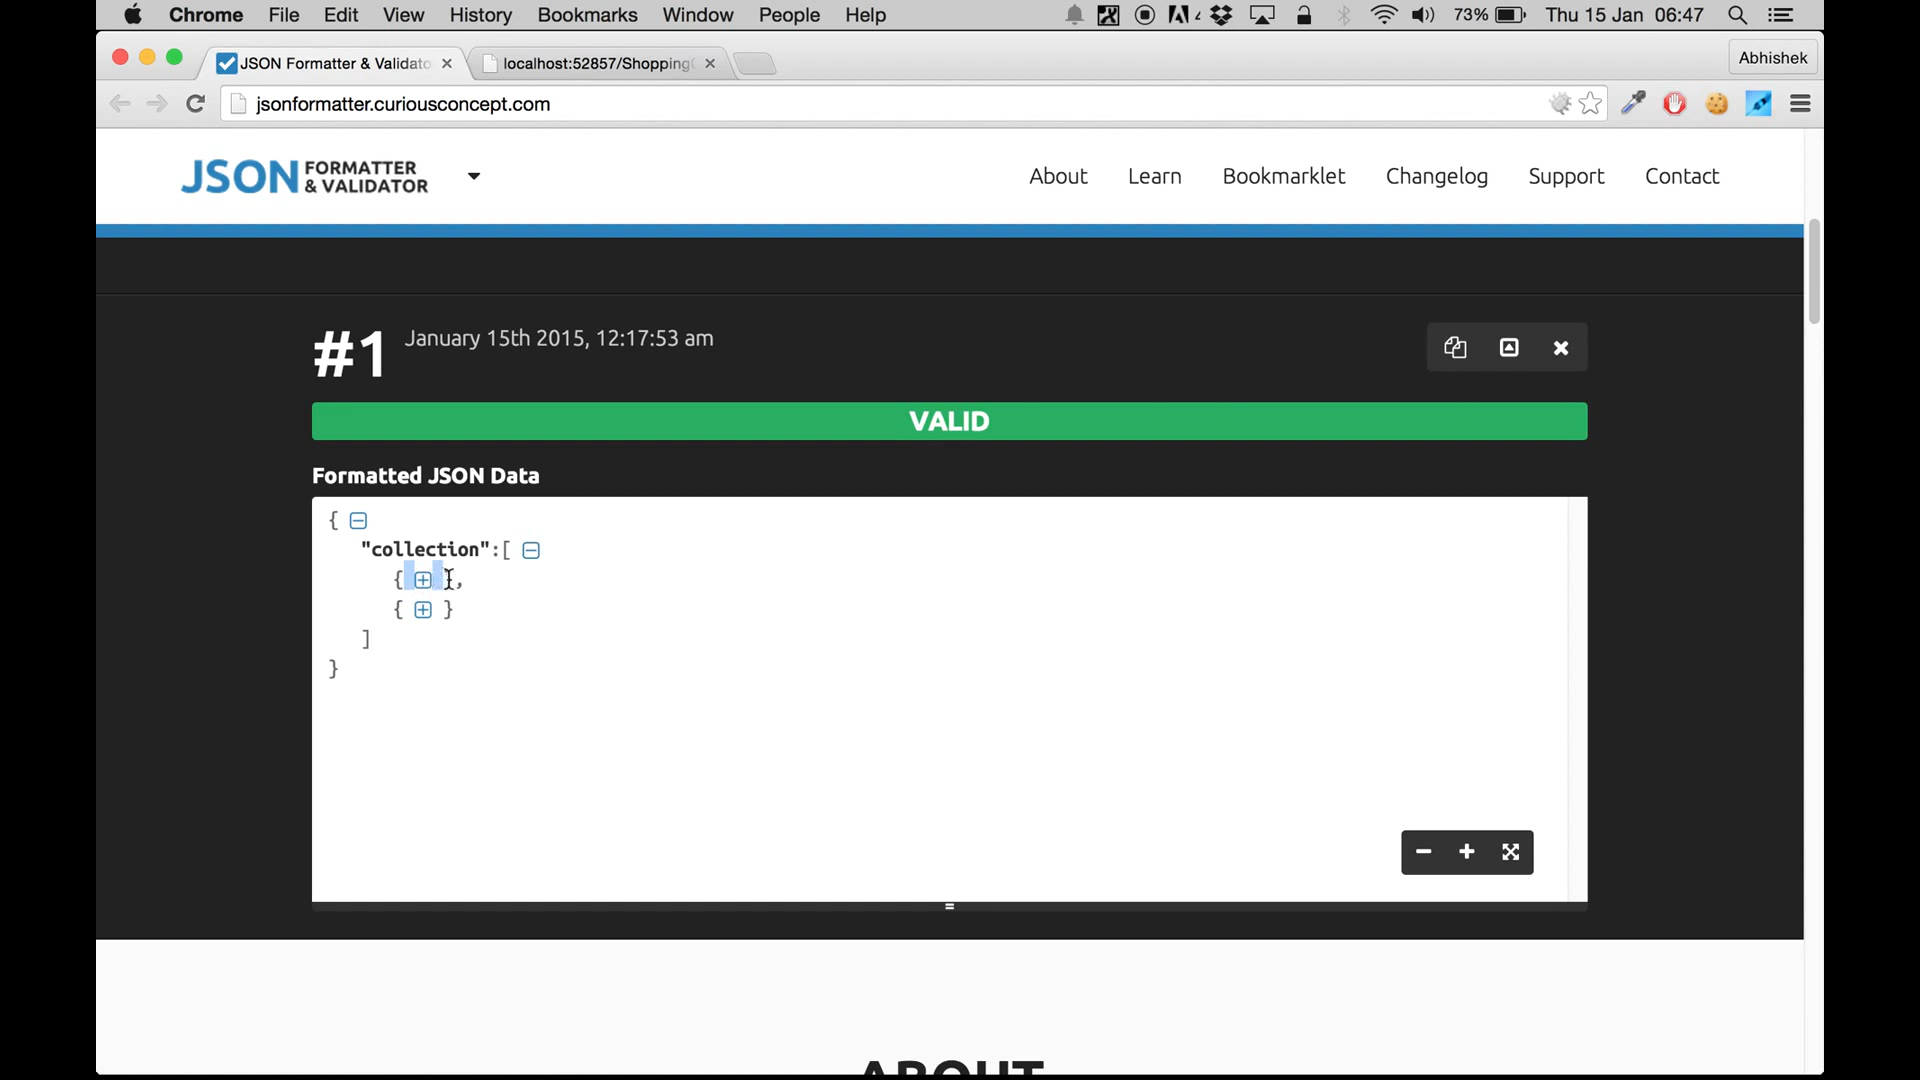 Chrome File Edit View History Bookmarks Window People Help 73% Thu 15 Jan 06:47
JSON Formatter & Validato localhost:52857/Shopping Abhishek
jsonformatter.curiousconcept.com
JSON FORMATTER & VALIDATOR About Learn Bookmarklet Changelog Support Contact
#1 January 15th 2015, 12:17:53 am
VALID
Formatted JSON Data
{
"collection":[
{ },
{ }
]
}
ABOUT